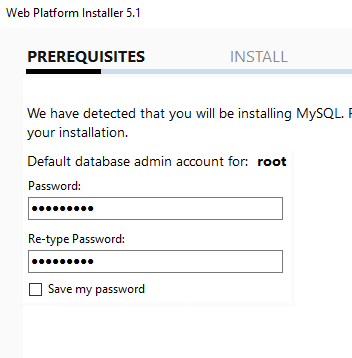 Web Platform Installer 5.1
PREREQUISITES INSTALL
We have detected that you will be installing MySQL.
your installation.
Default database admin account for: root
Password:
•••••••••
Re-type Password:
•••••••••
Save my password